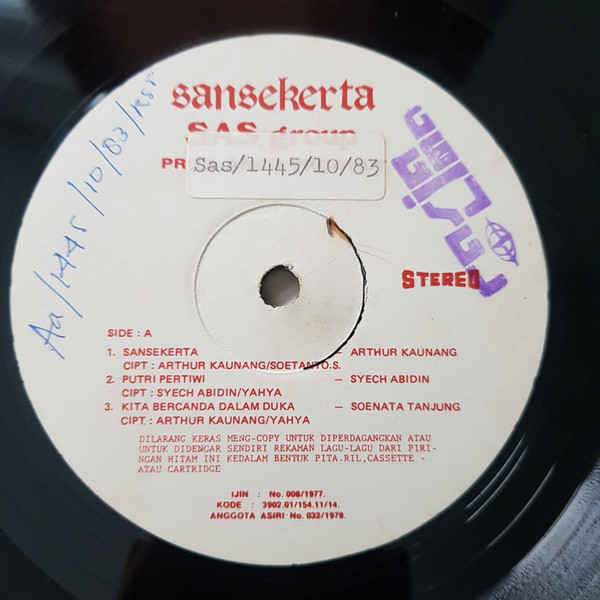 sansekerta
SAS group
PR
Sas/1445/10/83
Aa/1445/10/83/
STEREO
SIDE : A
1. SANSEKERTA – ARTHUR KAUNANG
CIPT : ARTHUR KAUNANG/SOETANTO.S.
2. PUTRI PERTIWI – SYECH ABIDIN
CIPT : SYECH ABIDIN/YAHYA
3. KITA BERCANDA DALAM DUKA – SOENATA TANJUNG
CIPT : ARTHUR KAUNANG/YAHYA
DILARANG KERAS MENG-COPY UNTUK DIPERDAGANGKAN ATAU
UNTUK DIDENGAR SENDIRI REKAMAN LAGU-LAGU DARI PIRI-
NGAN HITAM INI KEDALAM BENTUK PITA.RIL,CASSETTE -
ATAU CARTRIDGE
IJIN : No. 008/1977.
KODE : 3902.01/154.11/14.
ANGGOTA ASIRI No. 032/1978.